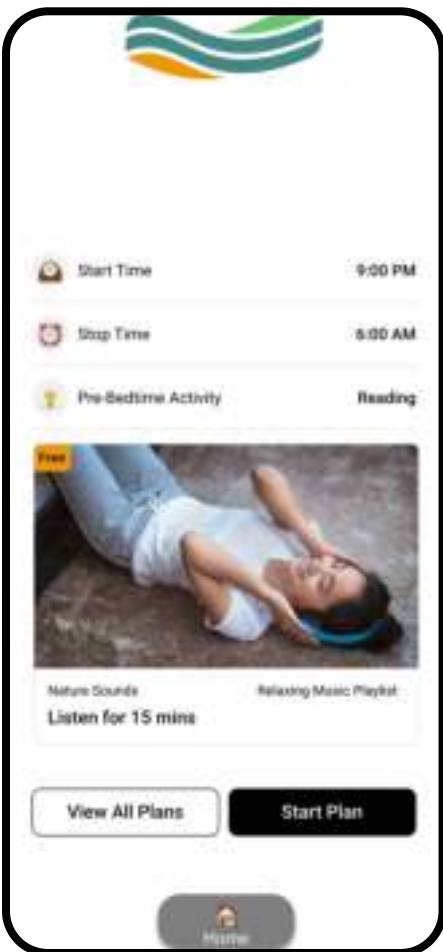 Start Time 9:00 PM
Stop Time 6:00 AM
Pre-Bedtime Activity Reading
Free
Nature Sounds Relaxing Music Playlist
Listen for 15 mins
View All Plans Start Plan
Home